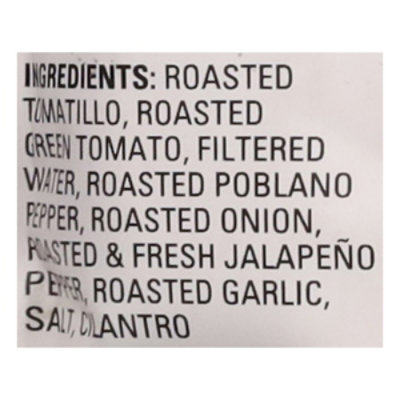 INGREDIENTS: ROASTED
TOMATILLO, ROASTED
GREEN TOMATO, FILTERED
WATER, ROASTED POBLANO
PEPPER, ROASTED ONION,
ROASTED & FRESH JALAPEÑO
PEPPER, ROASTED GARLIC,
SALT, CILANTRO